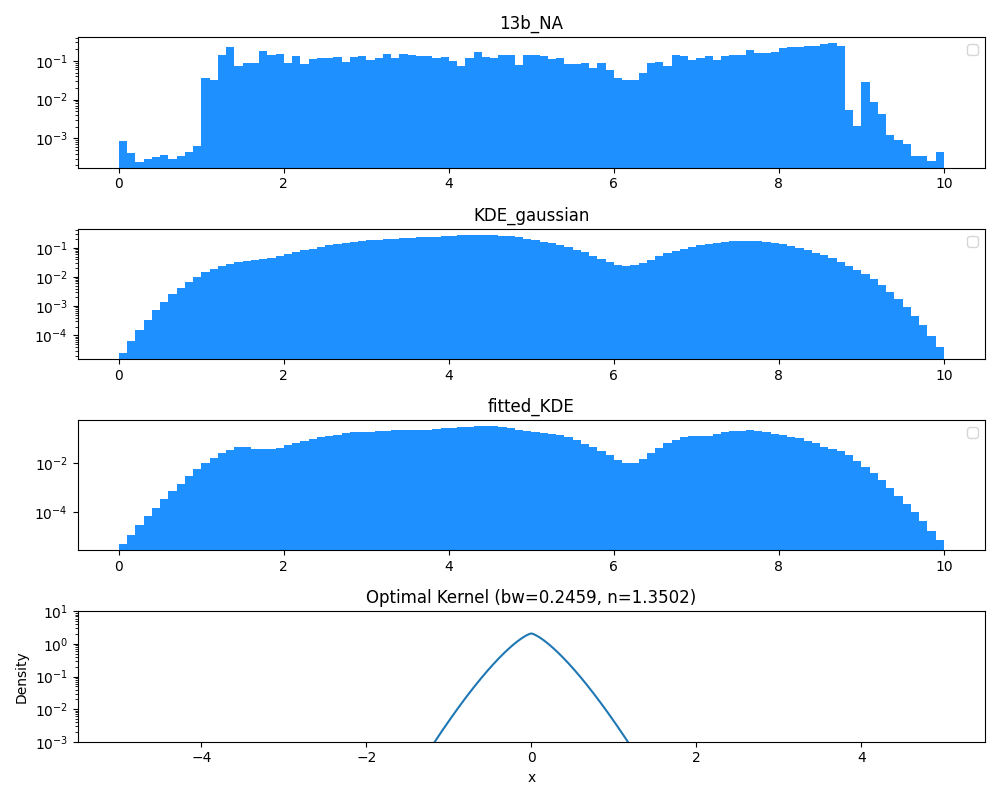 13b_NA
10⁻¹
10⁻²
10⁻³
0 2 4 6 8 10
KDE_gaussian
10⁻¹
10⁻²
10⁻³
10⁻⁴
0 2 4 6 8 10
fitted_KDE
10⁻²
10⁻⁴
0 2 4 6 8 10
Optimal Kernel (bw=0.2459, n=1.3502)
Density
10¹
10⁰
10⁻¹
10⁻²
10⁻³
−4 −2 0 2 4
x